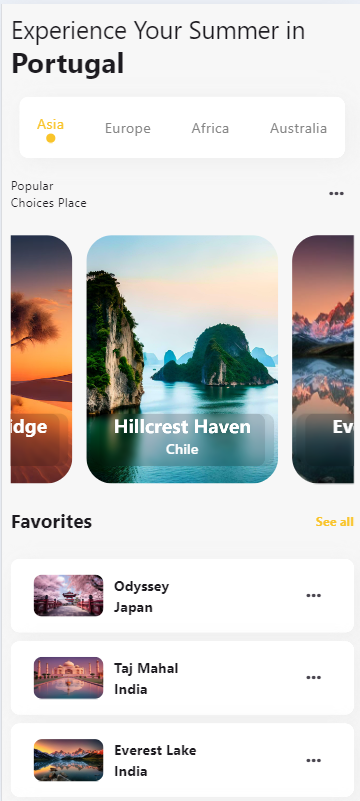 Experience Your Summer in
Portugal
Asia Europe Africa Australia
Popular
Choices Place
idge
Hillcrest Haven
Chile
Ev
Favorites
See all
Odyssey
Japan
Taj Mahal
India
Everest Lake
India